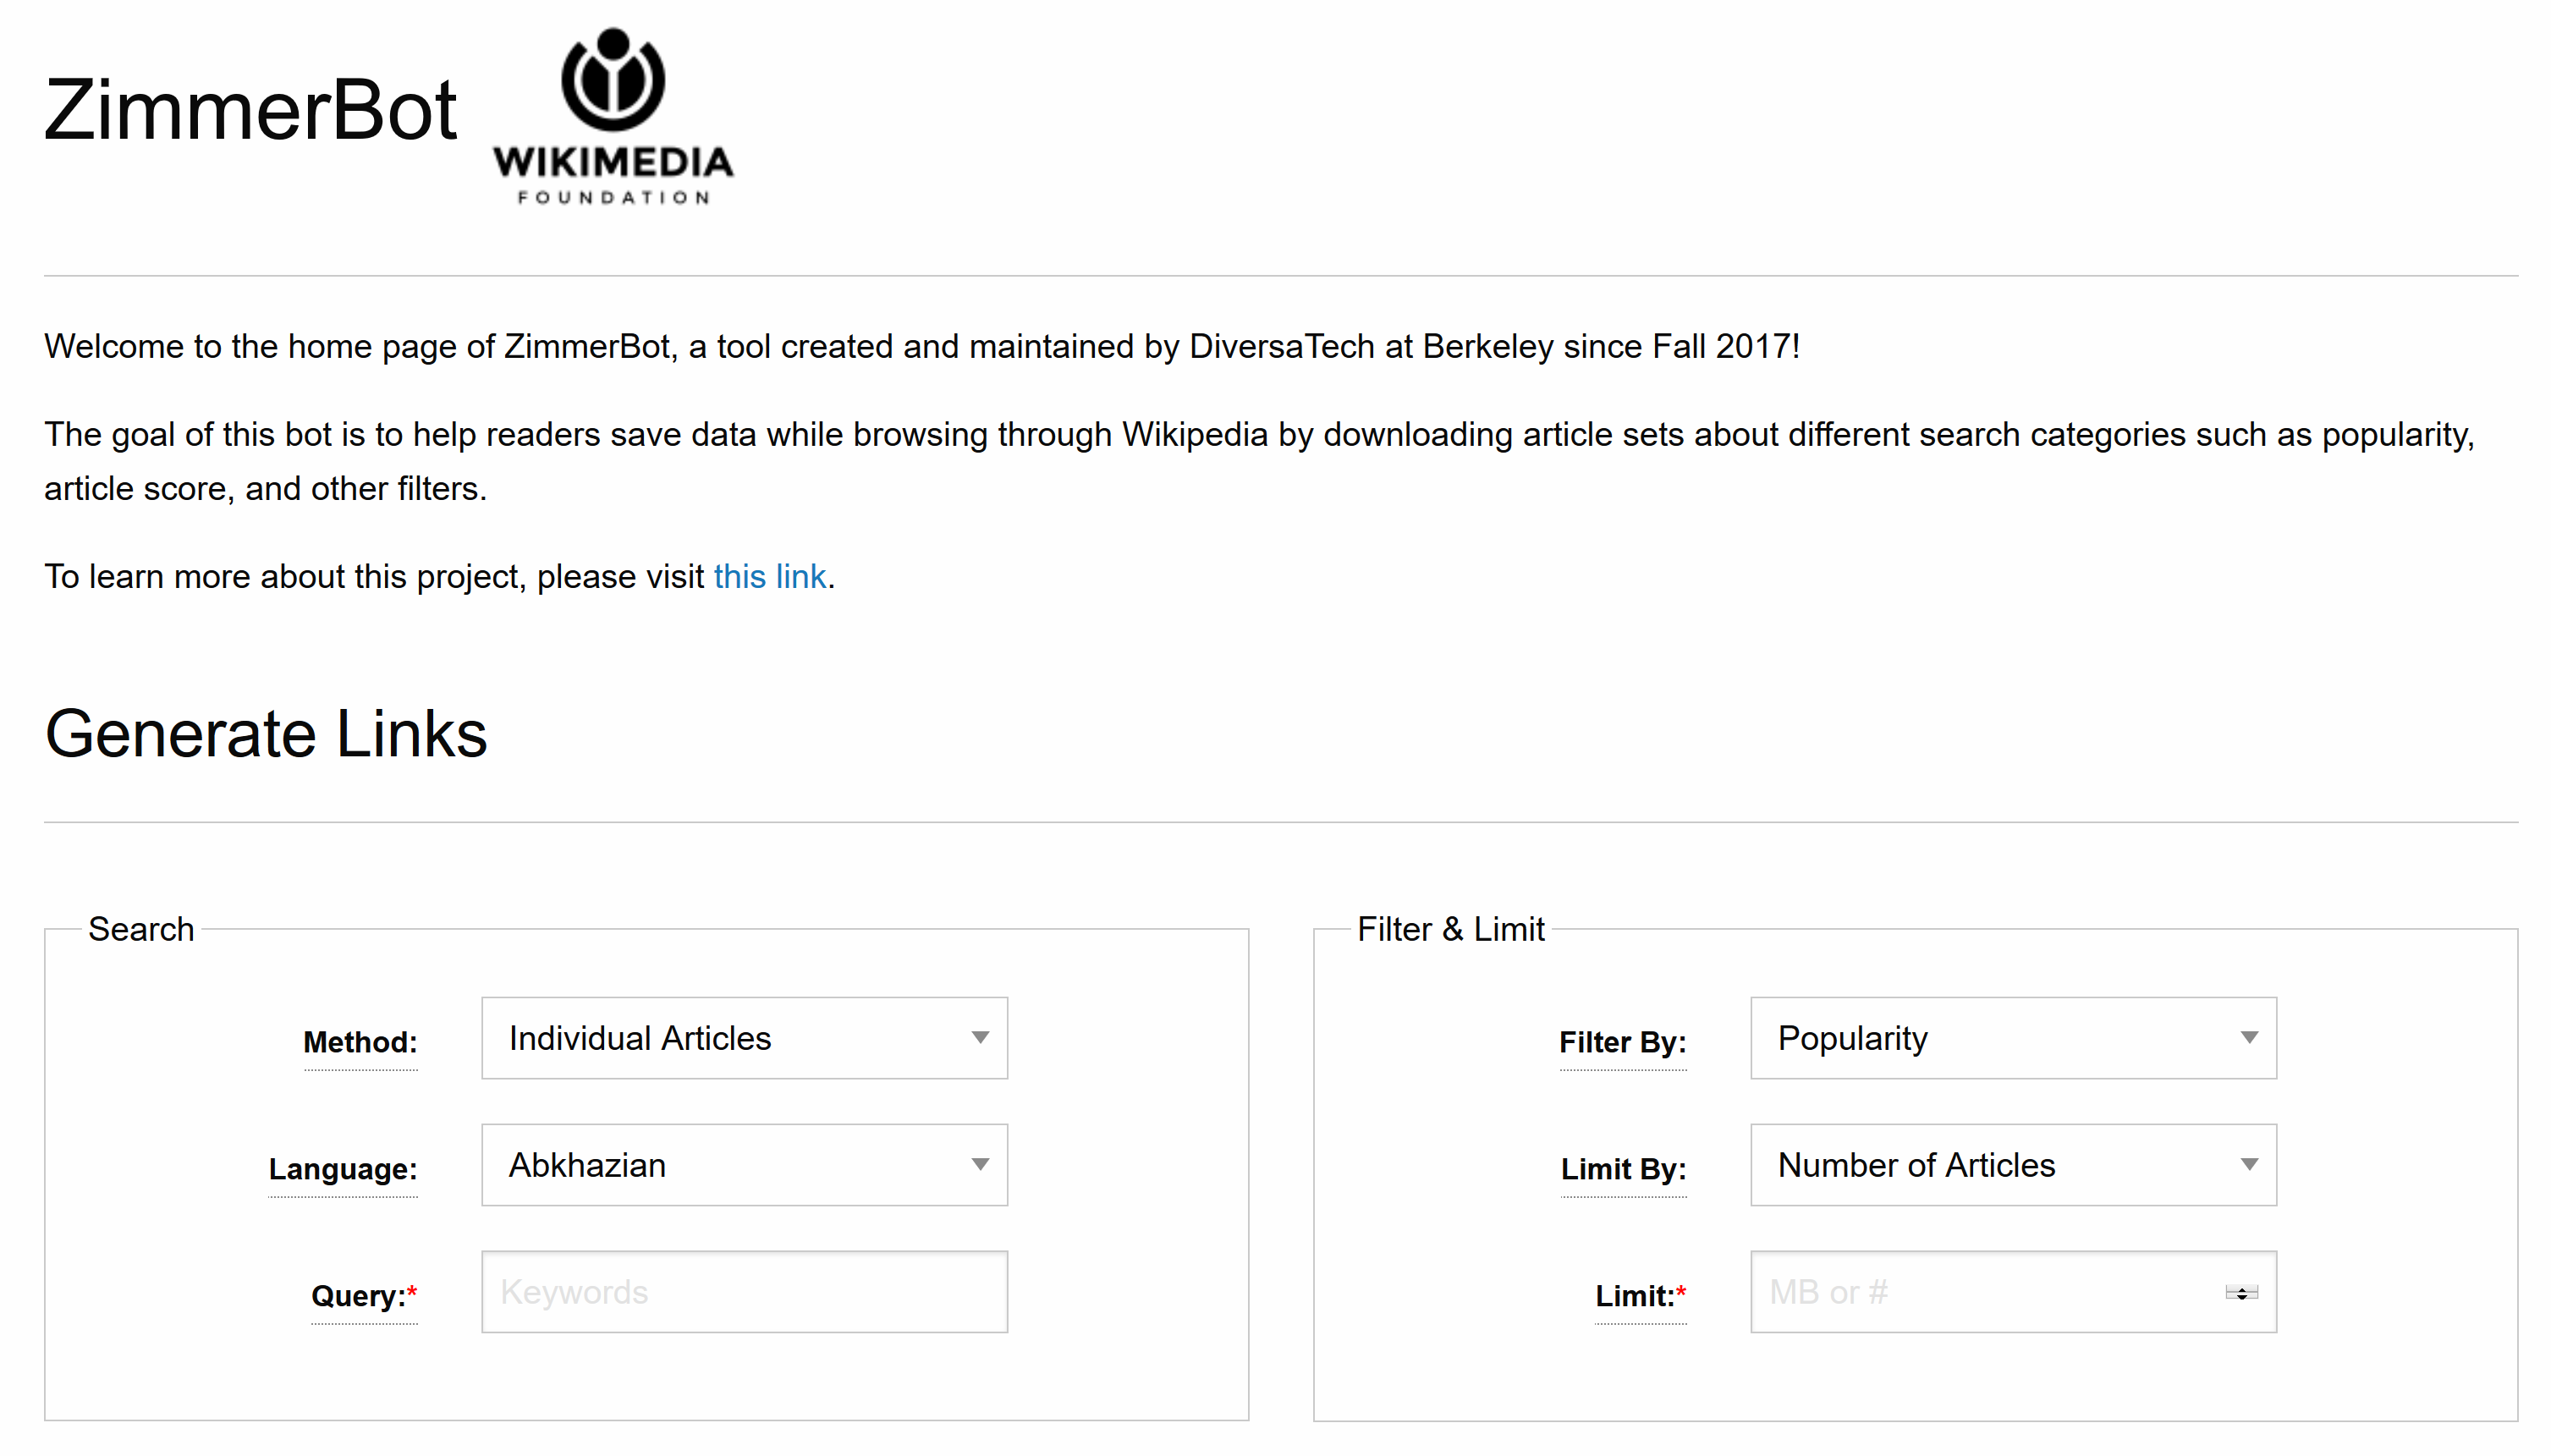 ZimmerBot
WIKIMEDIA
FOUNDATION
Welcome to the home page of ZimmerBot, a tool created and maintained by DiversaTech at Berkeley since Fall 2017!
The goal of this bot is to help readers save data while browsing through Wikipedia by downloading article sets about different search categories such as popularity,
article score, and other filters.
To learn more about this project, please visit this link.
Generate Links
Search
Method: Individual Articles
Language: Abkhazian
Query:* Keywords
Filter & Limit
Filter By: Popularity
Limit By: Number of Articles
Limit:* MB or #